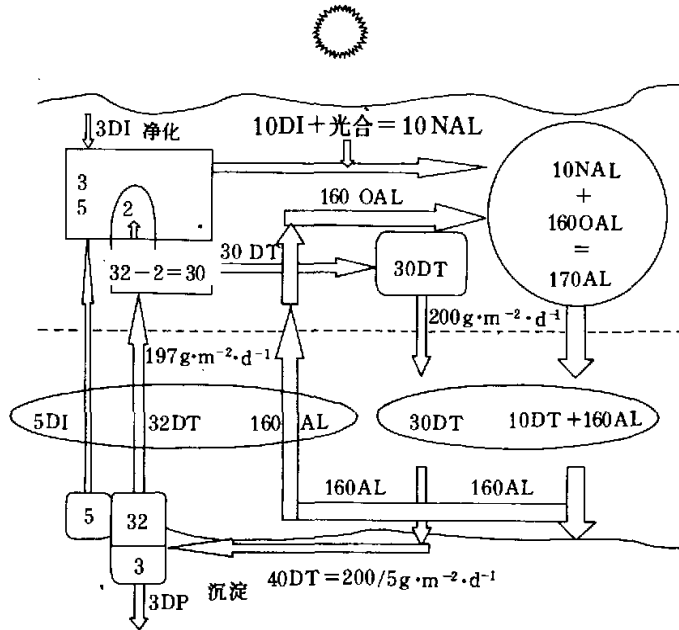 3DI 净化
10DI+光合=10NAL
3
5
2
32-2=30
30 DT
160 OAL
30DT
10NAL
+
160OAL
=
170AL
197g·m⁻²·d⁻¹
200g·m⁻²·d⁻¹
5DI
32DT
160 AL
30DT
10DT+160AL
160AL
160AL
5
32
3
3DP
沉淀
40DT=200/5g·m⁻²·d⁻¹